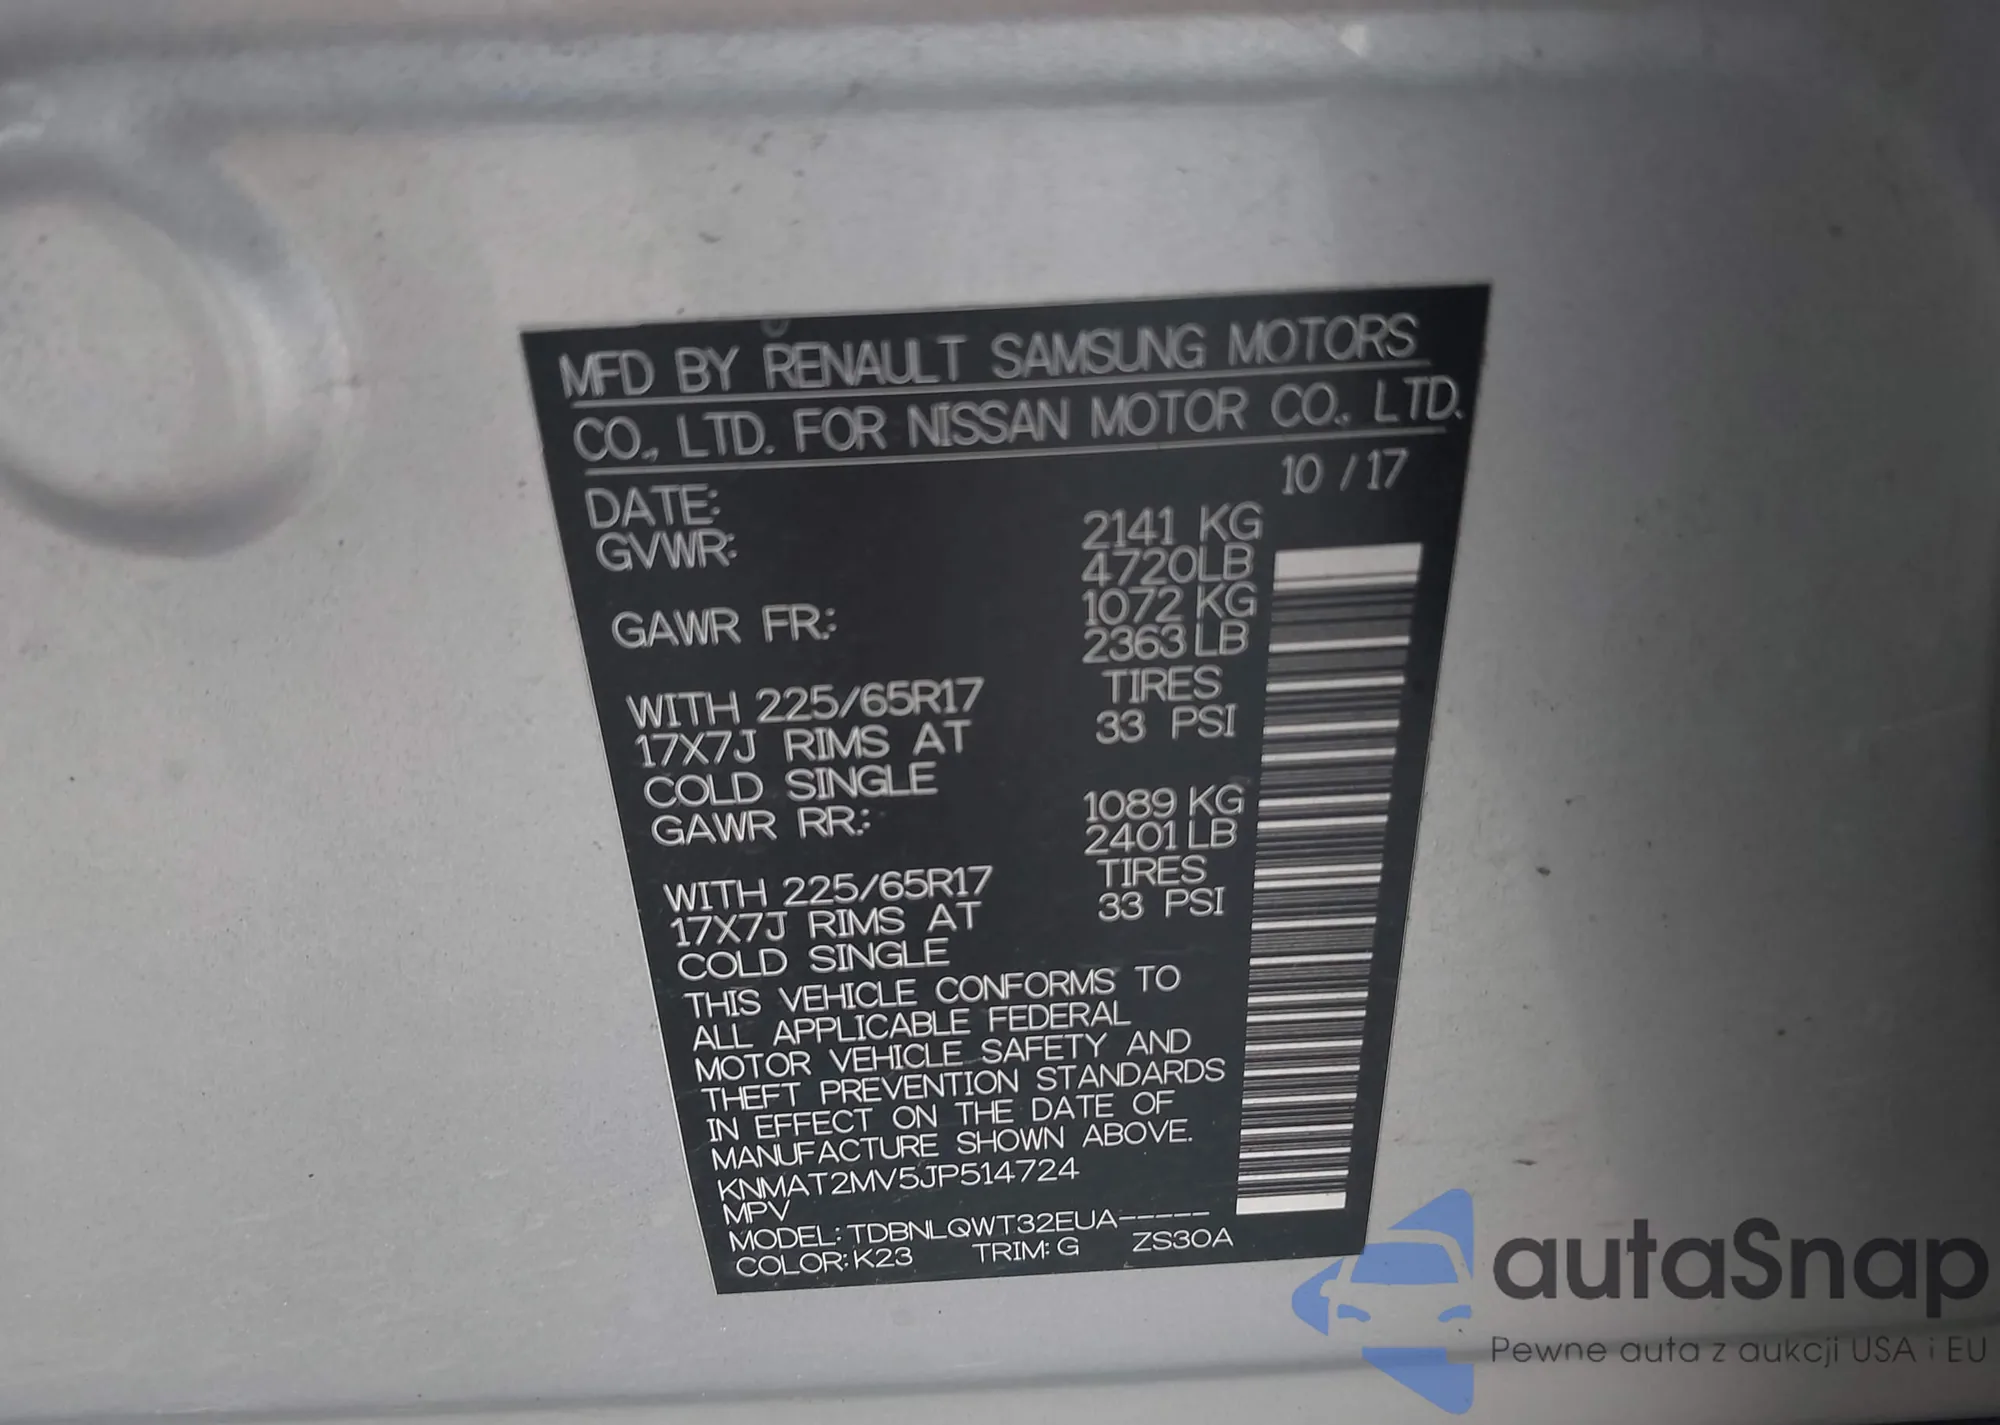 MFD BY RENAULT SAMSUNG MOTORS
CO., LTD. FOR NISSAN MOTOR CO., LTD.
DATE: 10 / 17
GVWR: 2141 KG
4720LB
GAWR FR.: 1072 KG
2363 LB
WITH 225/65R17 TIRES
17X7J RIMS AT 33 PSI
COLD SINGLE
GAWR RR.: 1089 KG
2401 LB
WITH 225/65R17 TIRES
17X7J RIMS AT 33 PSI
COLD SINGLE
THIS VEHICLE CONFORMS TO
ALL APPLICABLE FEDERAL
MOTOR VEHICLE SAFETY AND
THEFT PREVENTION STANDARDS
IN EFFECT ON THE DATE OF
MANUFACTURE SHOWN ABOVE.
KNMAT2MV5JP514724
MPV
MODEL: TDBNLQWT32EUA-----
COLOR: K23 TRIM: G ZS30A
autaSnap
Pewne auta z aukcji USA i EU